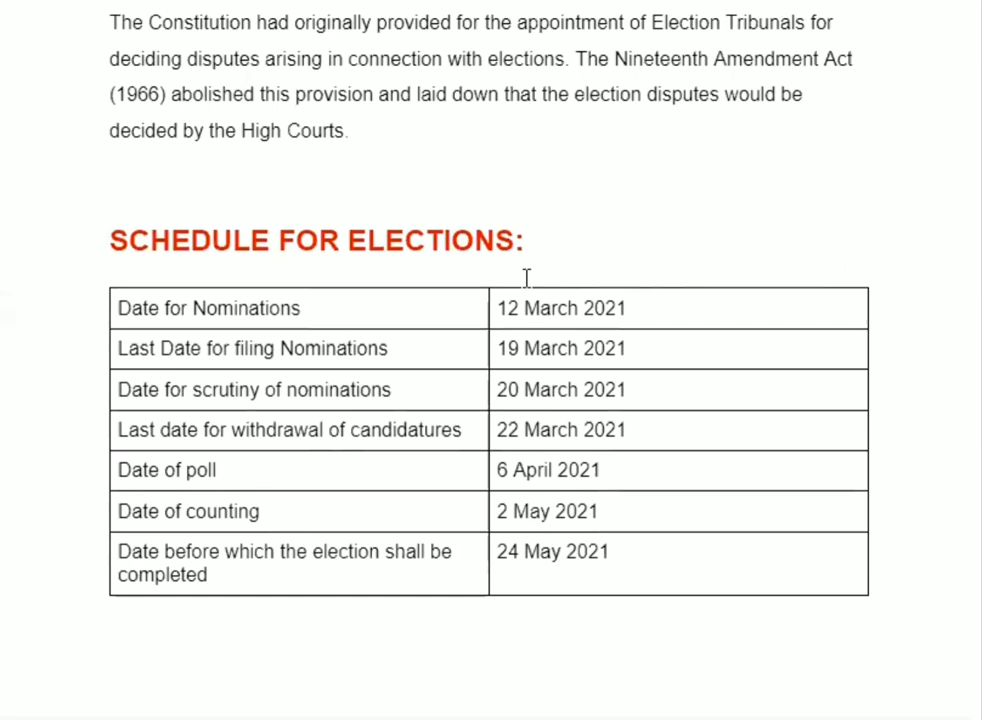 The Constitution had originally provided for the appointment of Election Tribunals for
deciding disputes arising in connection with elections. The Nineteenth Amendment Act
(1966) abolished this provision and laid down that the election disputes would be
decided by the High Courts.
SCHEDULE FOR ELECTIONS:
Date for Nominations 12 March 2021
Last Date for filing Nominations 19 March 2021
Date for scrutiny of nominations 20 March 2021
Last date for withdrawal of candidatures 22 March 2021
Date of poll 6 April 2021
Date of counting 2 May 2021
Date before which the election shall be 24 May 2021
completed